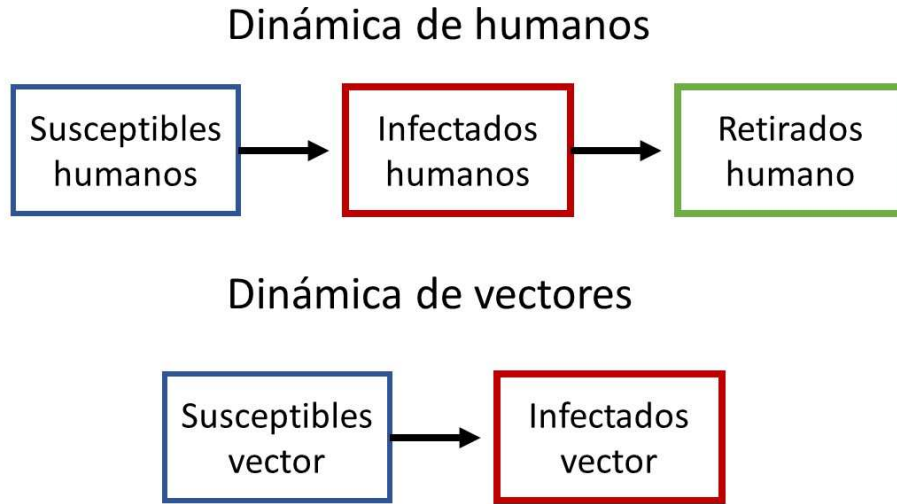 Dinámica de humanos
Susceptibles
humanos
Infectados
humanos
Retirados
humano
Dinámica de vectores
Susceptibles
vector
Infectados
vector